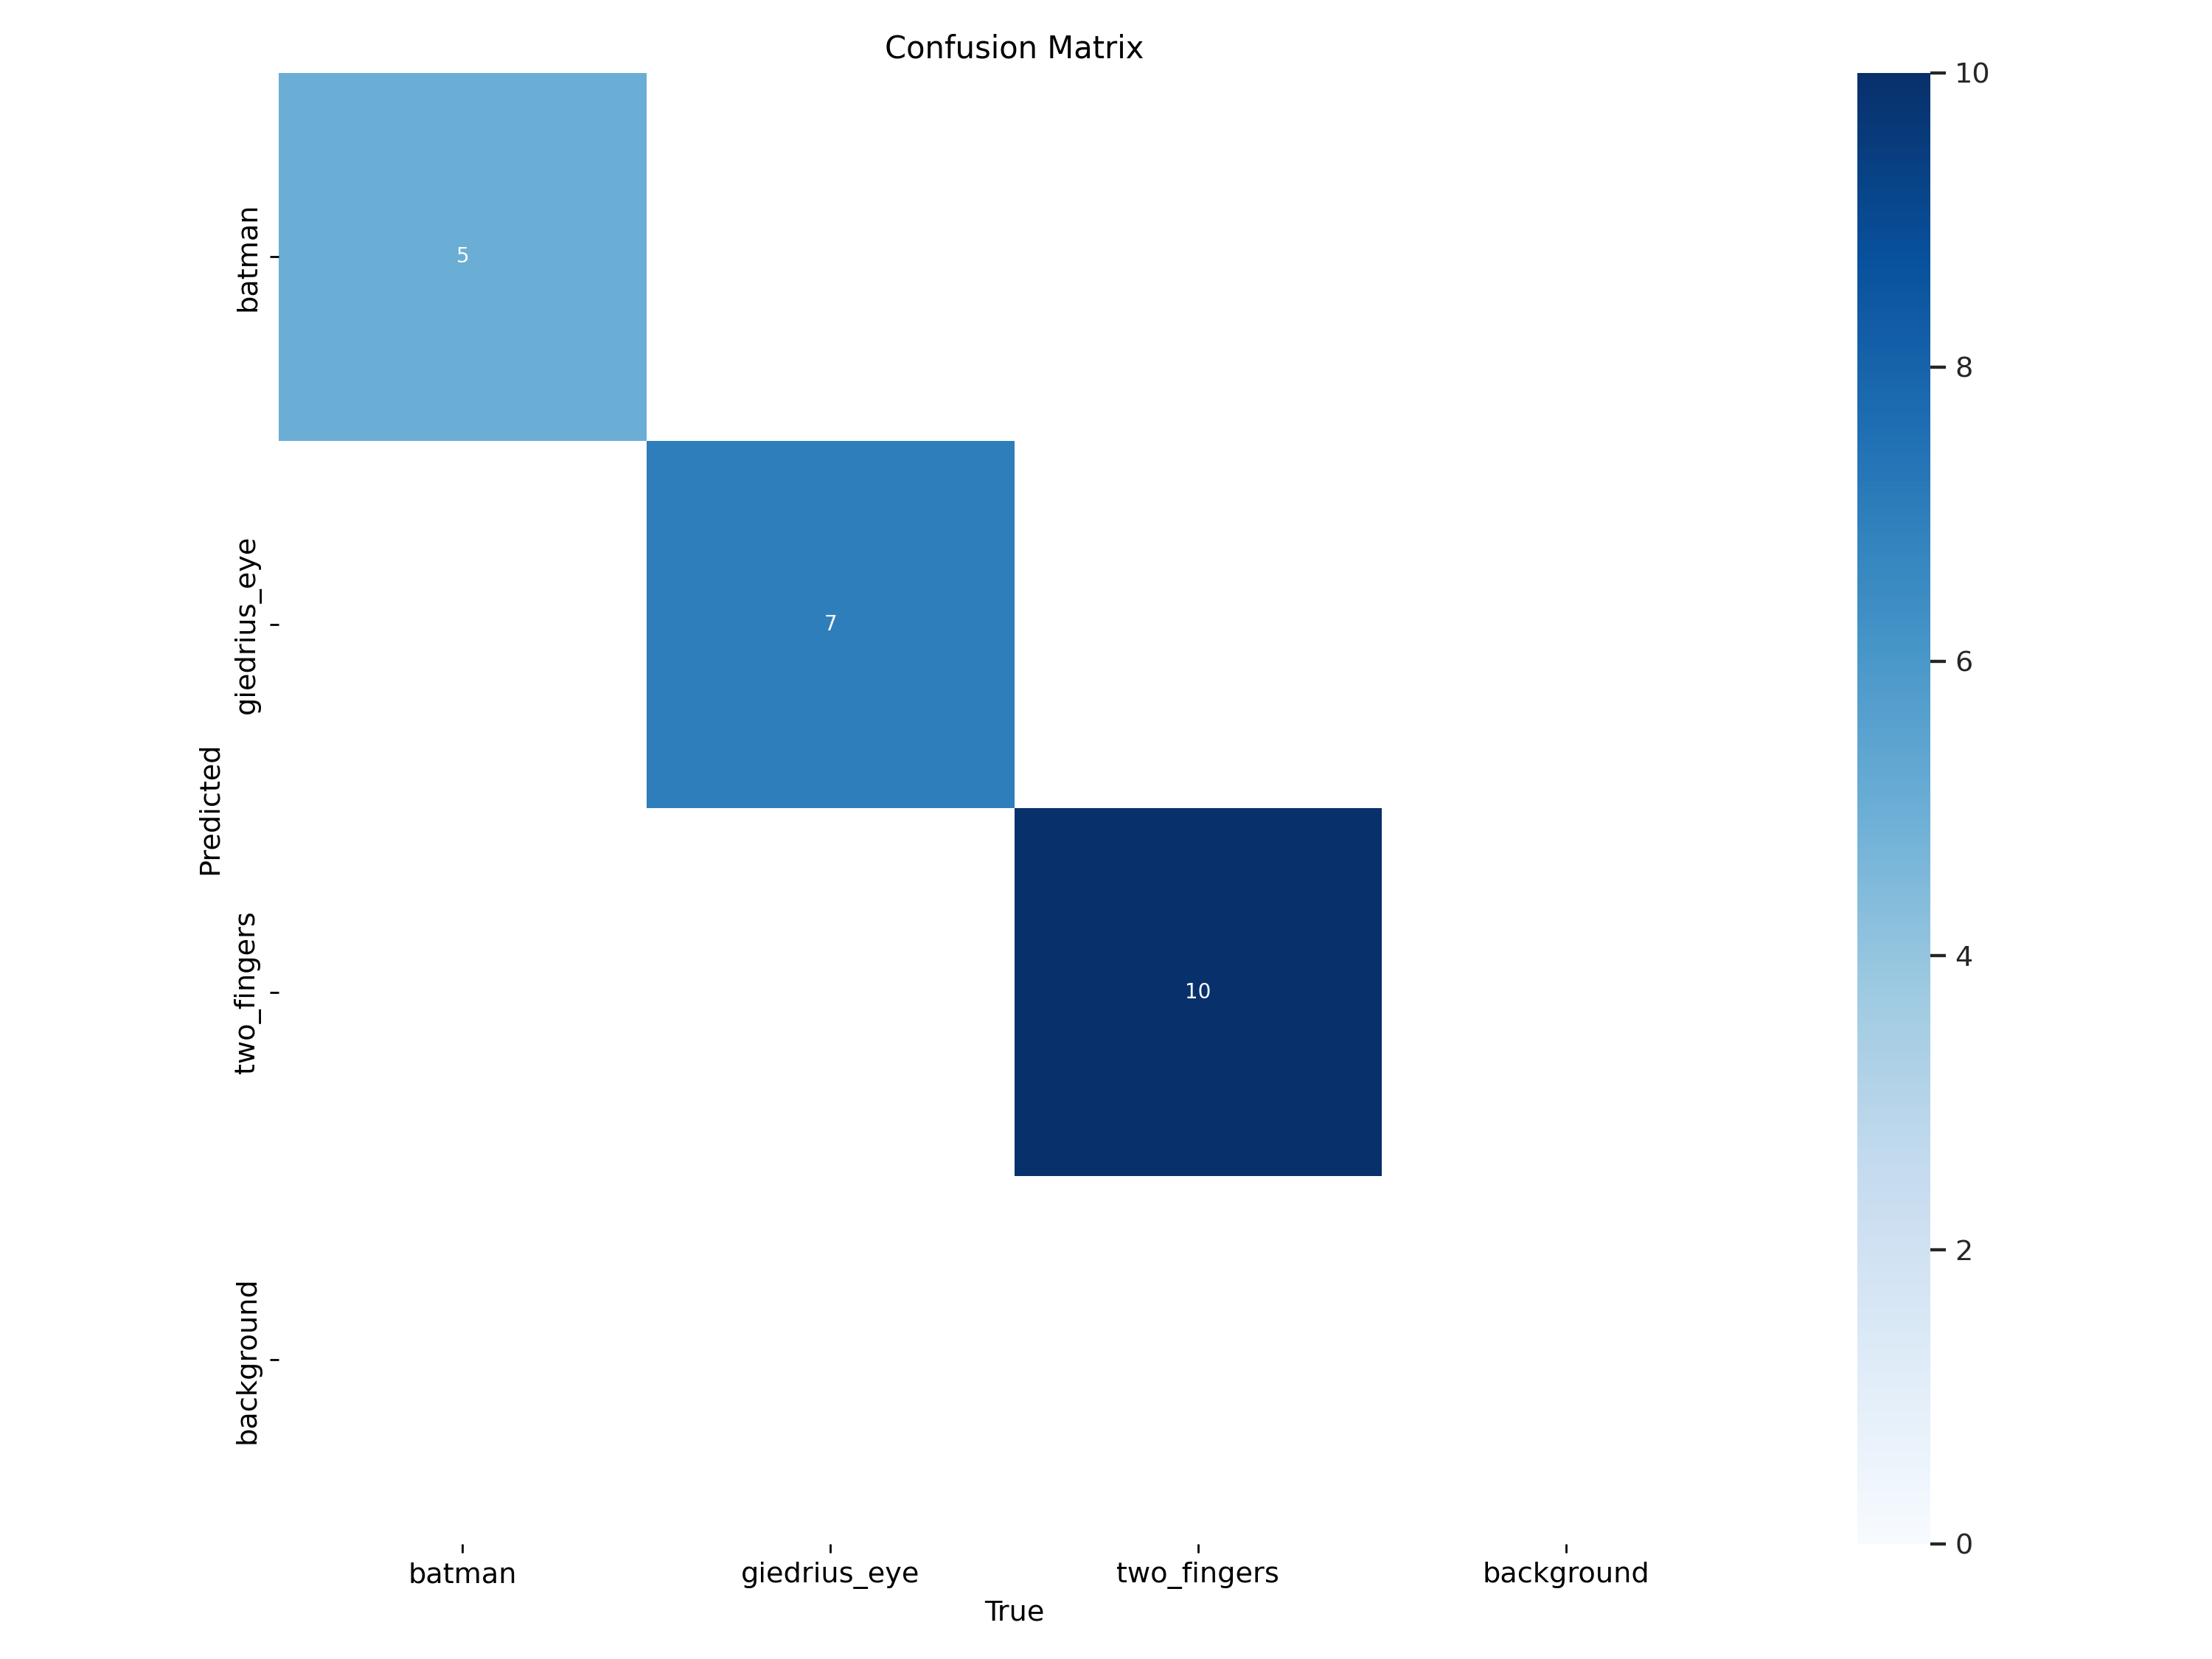 Confusion Matrix
10
8
6
4
2
0
5
7
10
Predicted
batman
giedrius_eye
two_fingers
background
batman
giedrius_eye
two_fingers
background
True